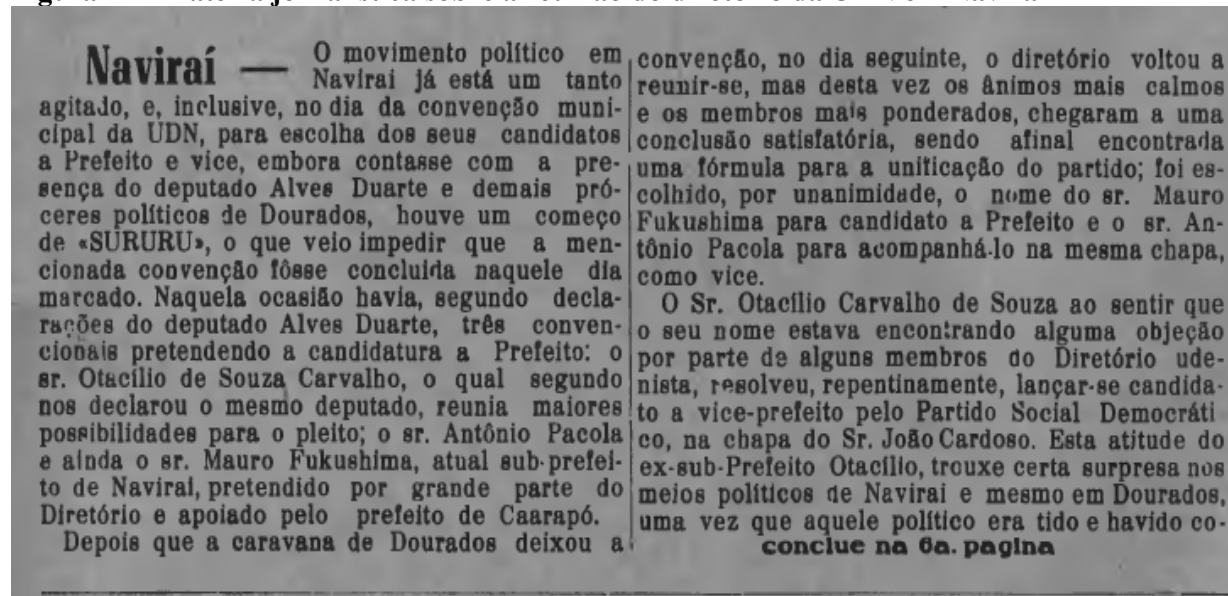 Naviraí — O movimento político em
Navirai já está um tanto
agitado, e, inclusive, no dia da convenção muni-
cipal da UDN, para escolha dos seus candidatos
a Prefeito e vice, embora contasse com a pre-
sença do deputado Alves Duarte e demais pró-
ceres políticos de Dourados, houve um começo
de «SURURU», o que veio impedir que a men-
cionada convenção fôsse concluida naquele dia
marcado. Naquela ocasião havia, segundo decla-
rações do deputado Alves Duarte, três conven-
cionais pretendendo a candidatura a Prefeito: o
sr. Otacílio de Souza Carvalho, o qual segundo
nos declarou o mesmo deputado, reunia maiores
possibilidades para o pleito; o sr. Antônio Pacola
e ainda o sr. Mauro Fukushima, atual sub-prefei-
to de Navirai, pretendido por grande parte do
Diretório e apoiado pelo prefeito de Caarapó.
Depois que a caravana de Dourados deixou a
convenção, no dia seguinte, o diretório voltou a
reunir-se, mas desta vez os ânimos mais calmos
e os membros mais ponderados, chegaram a uma
conclusão satisfatória, sendo afinal encontrada
uma fórmula para a unificação do partido; foi es-
colhido, por unanimidade, o nome do sr. Mauro
Fukushima para candidato a Prefeito e o sr. An-
tônio Pacola para acompanhá-lo na mesma chapa,
como vice.
O Sr. Otacílio Carvalho de Souza ao sentir que
o seu nome estava encontrando alguma objeção
por parte de alguns membros do Diretório ude-
nista, resolveu, repentinamente, lançar-se candida-
to a vice-prefeito pelo Partido Social Democráti
co, na chapa do Sr. João Cardoso. Esta atitude do
ex-sub-Prefeito Otacílio, trouxe certa surpresa nos
meios políticos de Navirai e mesmo em Dourados,
uma vez que aquele político era tido e havido co-
conclue na 6a. pagina